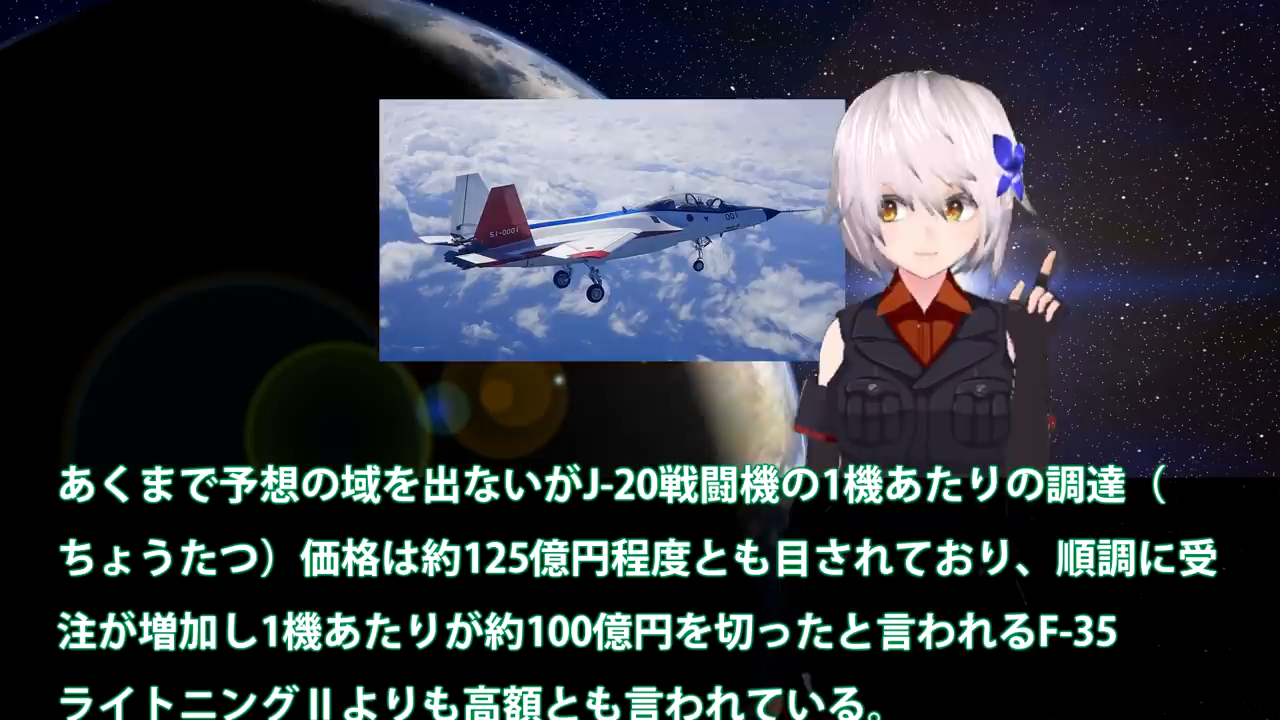 51-0001
001
あくまで予想の域を出ないがJ-20戦闘機の1機あたりの調達（
ちょうたつ）価格は約125億円程度とも目されており、順調に受
注が増加し1機あたりが約100億円を切ったと言われるF-35
ライトニングⅡよりも高額とも言われている。